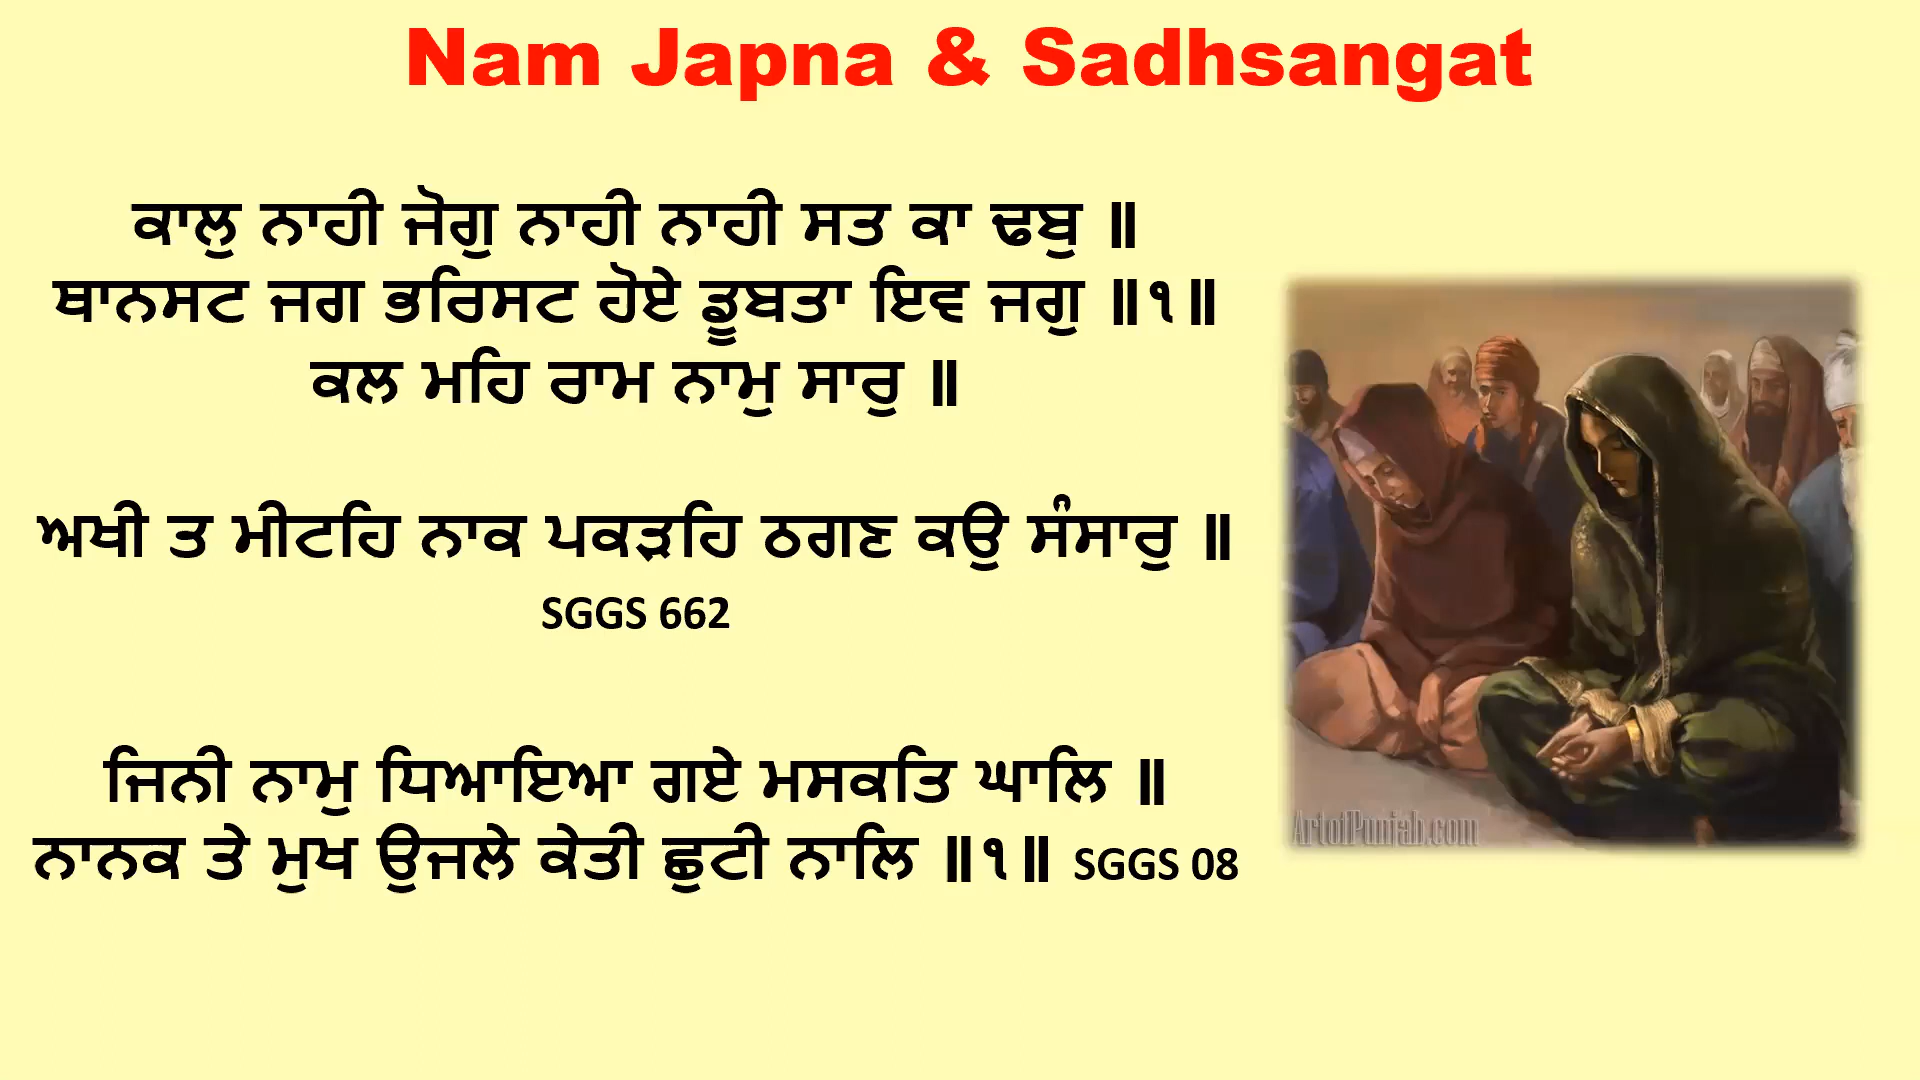 Nam Japna & Sadhsangat
ਕਾਲੁ ਨਾਹੀ ਜੋਗੁ ਨਾਹੀ ਨਾਹੀ ਸਤ ਕਾ ਢਬੁ ॥
ਥਾਨਸਟ ਜਗ ਭਰਿਸਟ ਹੋਏ ਡੂਬਤਾ ਇਵ ਜਗੁ ॥੧॥
ਕਲ ਮਹਿ ਰਾਮ ਨਾਮੁ ਸਾਰੁ ॥
ਅਖੀ ਤ ਮੀਟਹਿ ਨਾਕ ਪਕੜਹਿ ਠਗਣ ਕਉ ਸੰਸਾਰੁ ॥
SGGS 662
ਜਿਨੀ ਨਾਮੁ ਧਿਆਇਆ ਗਏ ਮਸਕਤਿ ਘਾਲਿ ॥
ਨਾਨਕ ਤੇ ਮੁਖ ਉਜਲੇ ਕੇਤੀ ਛੁਟੀ ਨਾਲਿ ॥੧॥ SGGS 08
ArtofPunjab.com